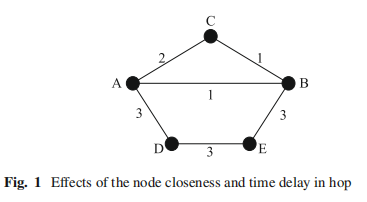 C
2
1
A
B
1
3
3
D
3
E
Fig. 1 Effects of the node closeness and time delay in hop